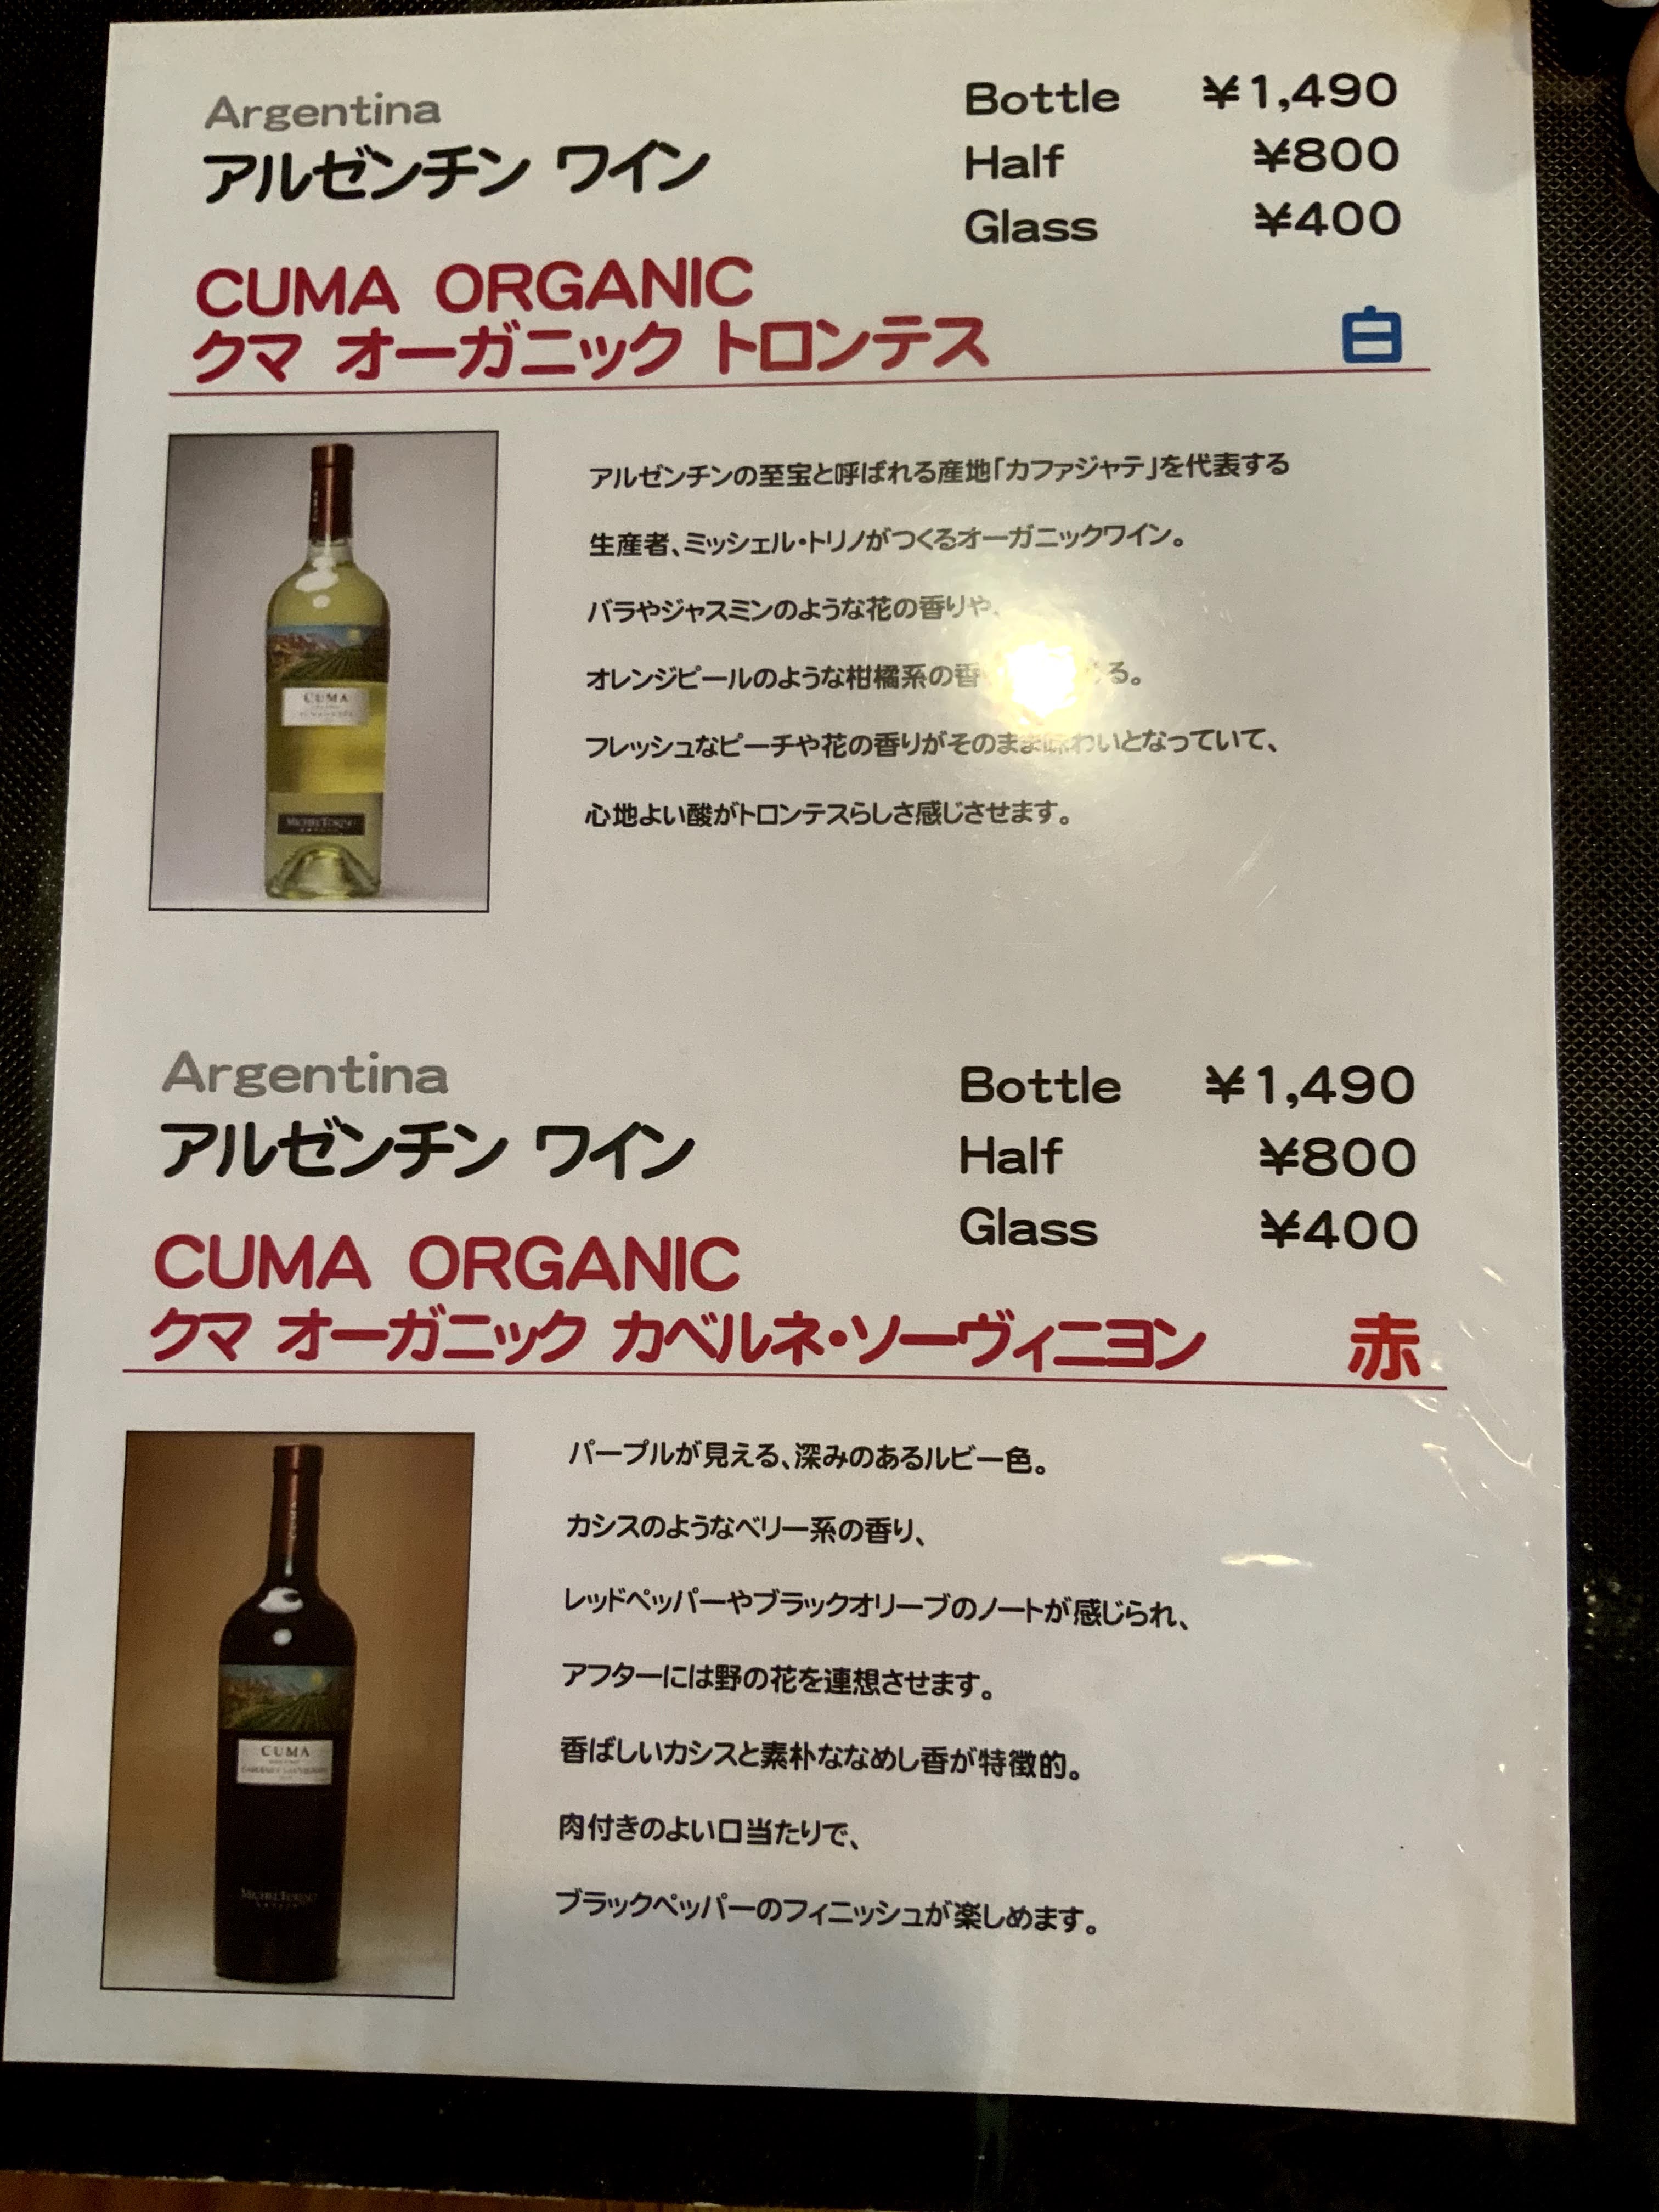 Argentina
アルゼンチン ワイン
Bottle ¥1,490
Half ¥800
Glass ¥400
CUMA ORGANIC
クマ オーガニック トロンテス 白
アルゼンチンの至宝と呼ばれる産地「カファジャテ」を代表する
生産者、ミッシェル・トリノがつくるオーガニックワイン。
バラやジャスミンのような花の香りや、
オレンジピールのような柑橘系の香 る。
フレッシュなピーチや花の香りがそのまま味わいとなっていて、
心地よい酸がトロンテスらしさ感じさせます。
CUMA
MICHEL TORINO
Argentina
アルゼンチン ワイン
Bottle ¥1,490
Half ¥800
Glass ¥400
CUMA ORGANIC
クマ オーガニック カベルネ・ソーヴィニヨン 赤
パープルが見える、深みのあるルビー色。
カシスのようなベリー系の香り、
レッドペッパーやブラックオリーブのノートが感じられ、
アフターには野の花を連想させます。
香ばしいカシスと素朴ななめし香が特徴的。
肉付きのよい口当たりで、
ブラックペッパーのフィニッシュが楽しめます。
CUMA
CABERNET SAUVIGNON
MICHEL TORINO